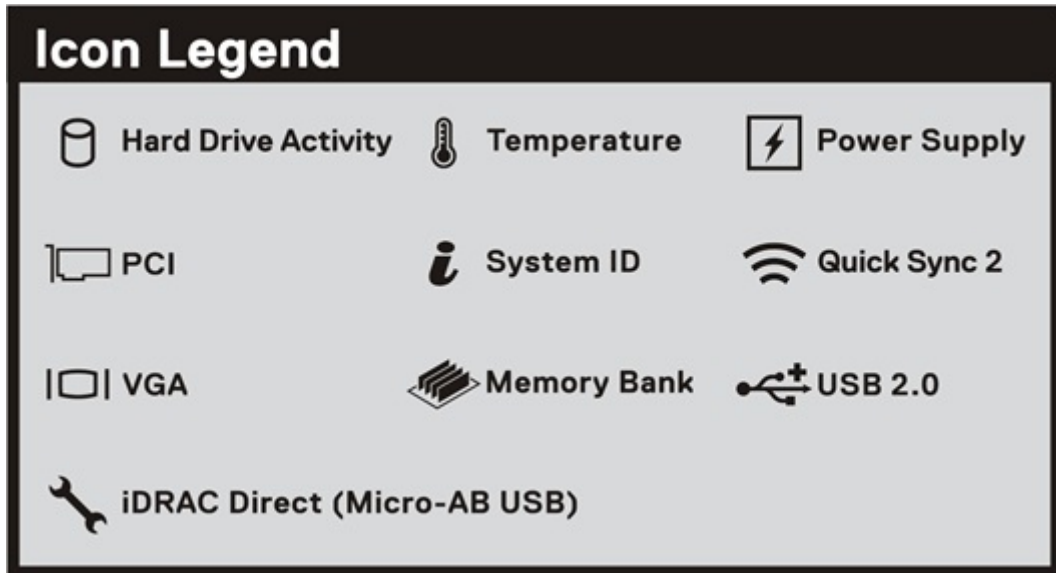 Icon Legend
Hard Drive Activity
Temperature
Power Supply
PCI
System ID
Quick Sync 2
VGA
Memory Bank
USB 2.0
iDRAC Direct (Micro-AB USB)